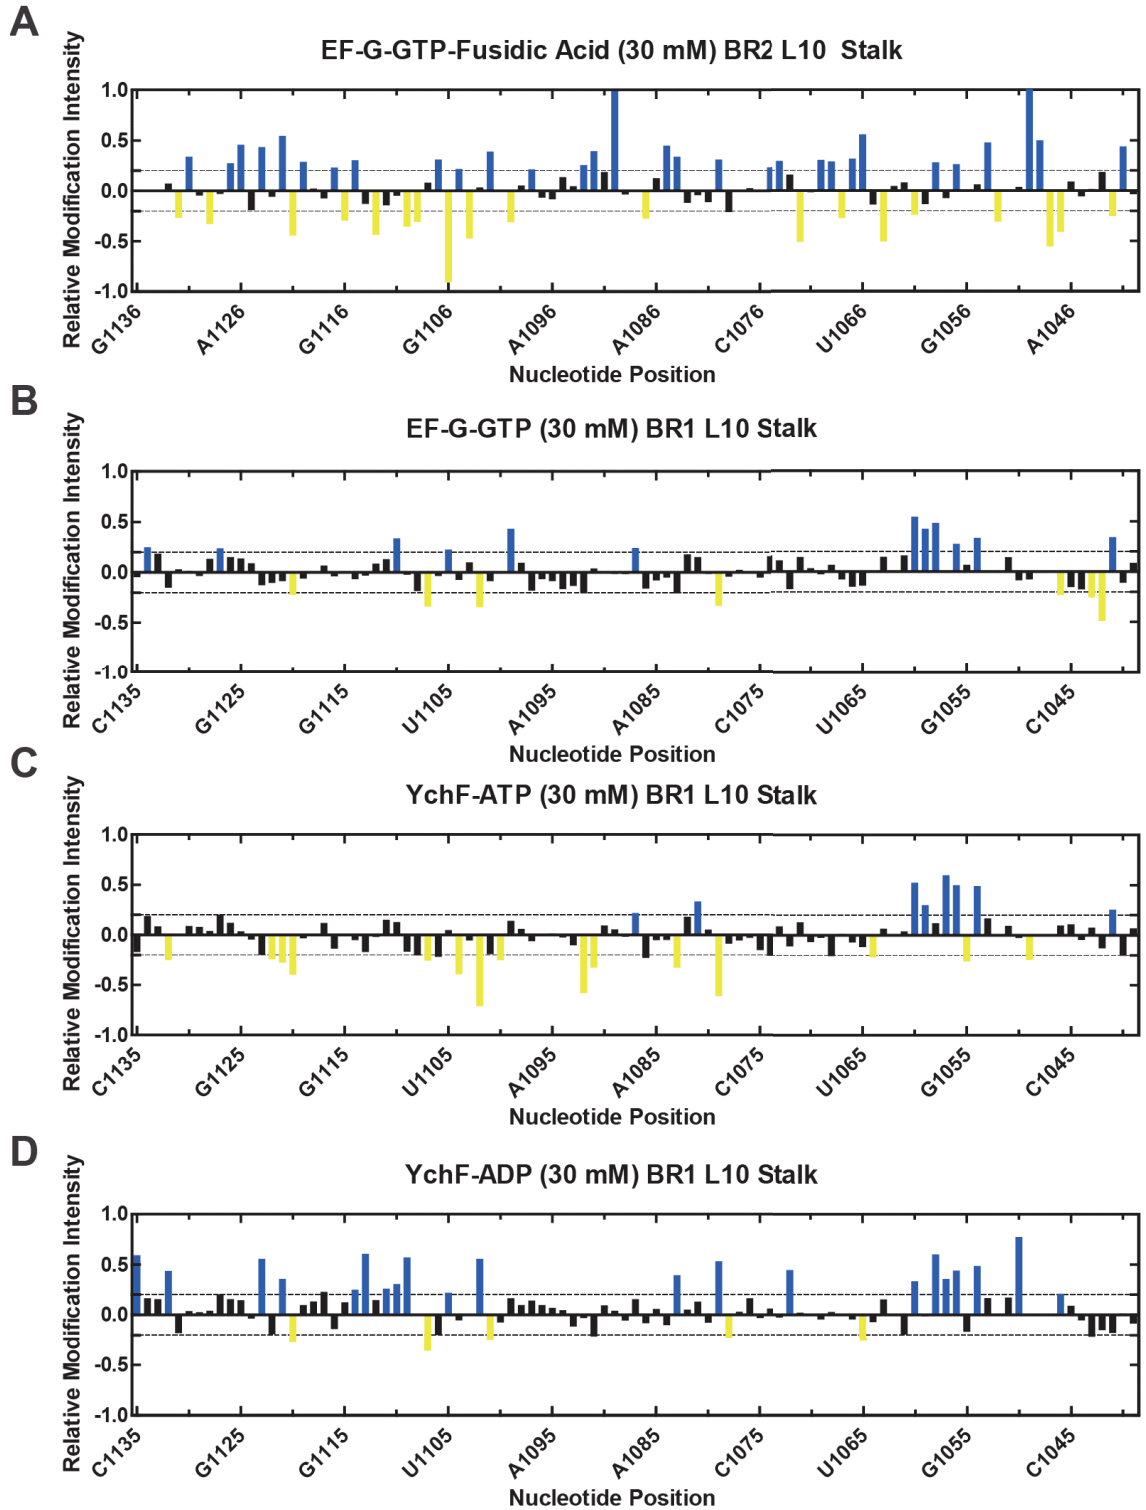 A
EF-G-GTP-Fusidic Acid (30 mM) BR2 L10 Stalk
Relative Modification Intensity
1.0
0.5
0.0
-0.5
-1.0
G1136 A1126 G1116 G1106 A1096 A1086 C1076 U1066 G1056 A1046
Nucleotide Position
B
EF-G-GTP (30 mM) BR1 L10 Stalk
Relative Modification Intensity
1.0
0.5
0.0
-0.5
-1.0
C1135 G1125 G1115 U1105 A1095 A1085 C1075 U1065 G1055 C1045
Nucleotide Position
C
YchF-ATP (30 mM) BR1 L10 Stalk
Relative Modification Intensity
1.0
0.5
0.0
-0.5
-1.0
C1135 G1125 G1115 U1105 A1095 A1085 C1075 U1065 G1055 C1045
Nucleotide Position
D
YchF-ADP (30 mM) BR1 L10 Stalk
Relative Modification Intensity
1.0
0.5
0.0
-0.5
-1.0
C1135 G1125 G1115 U1105 A1095 A1085 C1075 U1065 G1055 C1045
Nucleotide Position